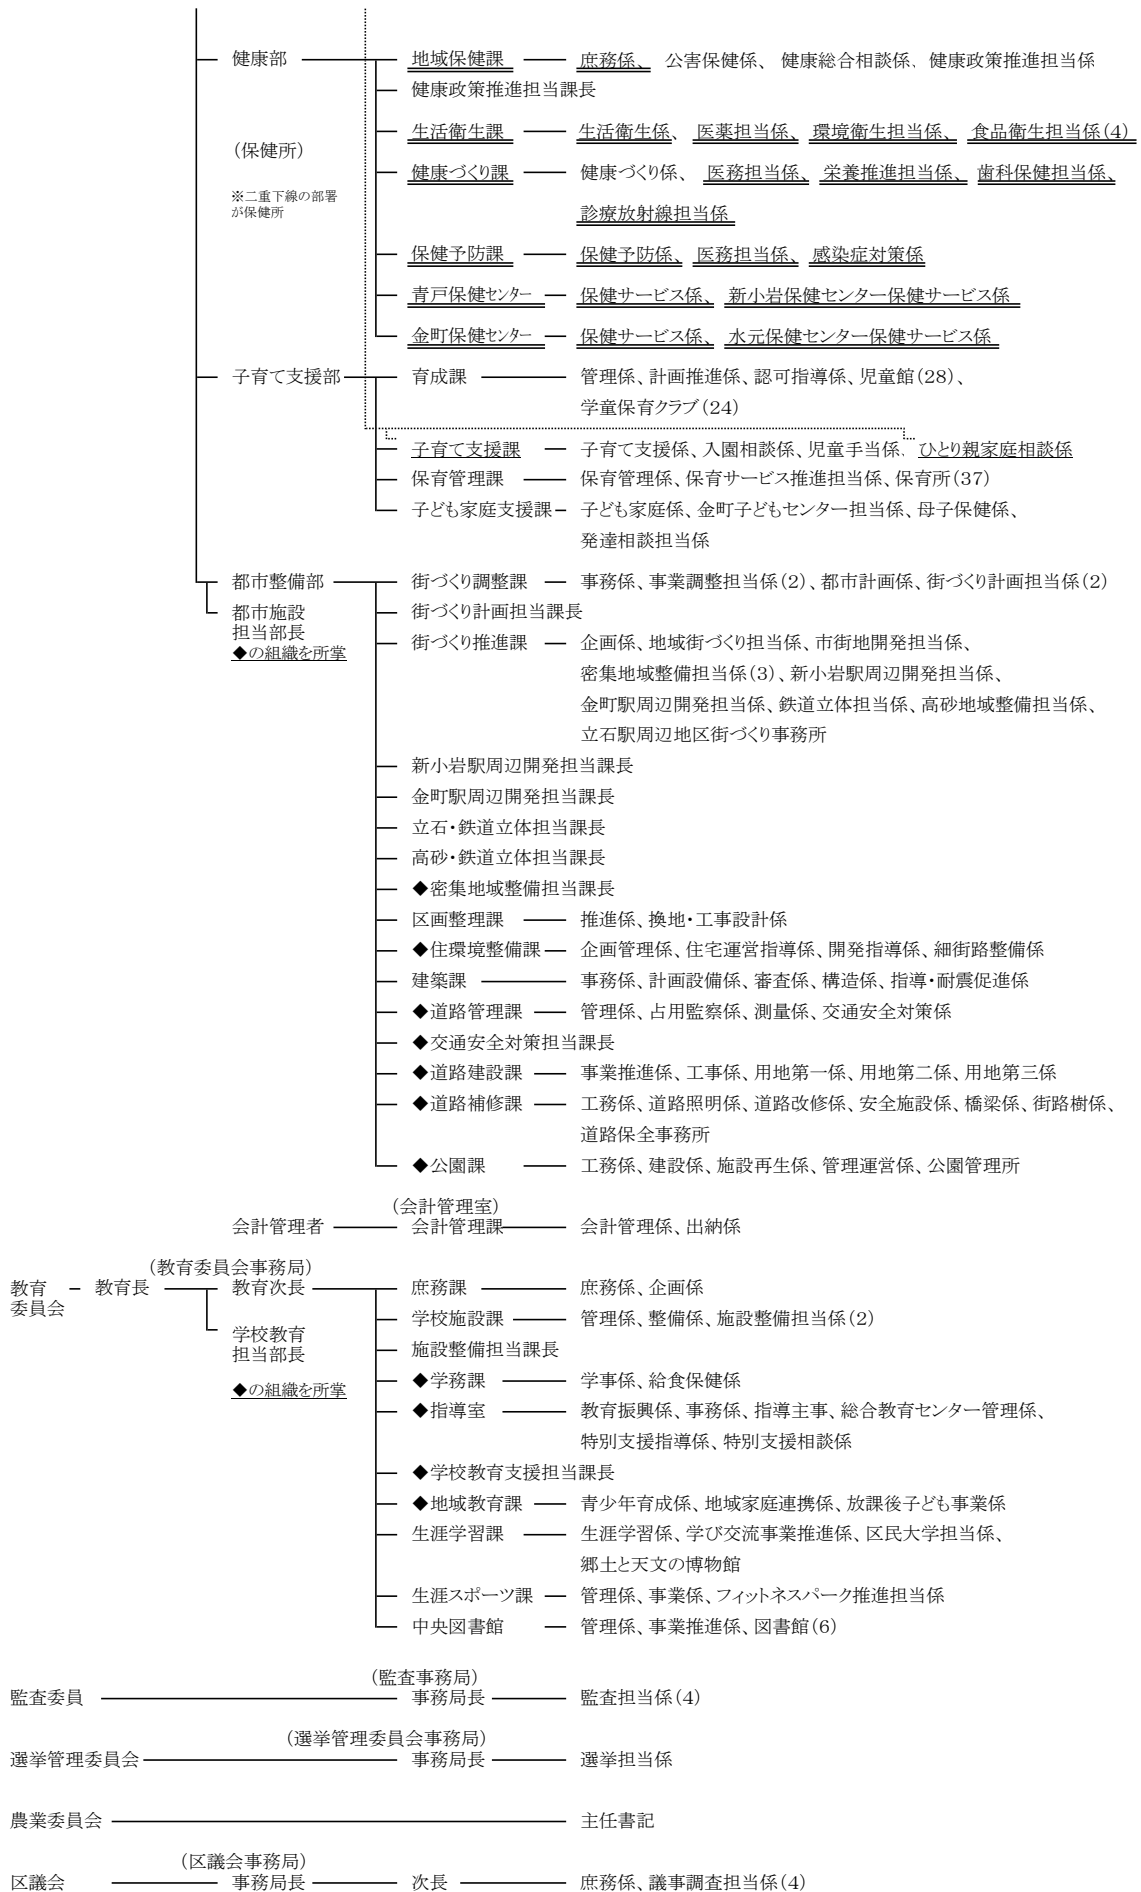 健康部 地域保健課 庶務係、 公害保健係、 健康総合相談係、 健康政策推進担当係
健康政策推進担当課長
生活衛生課 生活衛生係、 医薬担当係、 環境衛生担当係、 食品衛生担当係(4)
(保健所)
健康づくり課 健康づくり係、 医務担当係、 栄養推進担当係、 歯科保健担当係、
※二重下線の部署
が保健所
診療放射線担当係
保健予防課 保健予防係、 医務担当係、 感染症対策係
青戸保健センター 保健サービス係、 新小岩保健センター保健サービス係
金町保健センター 保健サービス係、 水元保健センター保健サービス係
子育て支援部 育成課 管理係、計画推進係、認可指導係、児童館(28)、
学童保育クラブ(24)
子育て支援課 子育て支援係、入園相談係、児童手当係、 ひとり親家庭相談係
保育管理課 保育管理係、保育サービス推進担当係、保育所(37)
子ども家庭支援課 子ども家庭係、金町子どもセンター担当係、母子保健係、
発達相談担当係
都市整備部 街づくり調整課 事務係、事業調整担当係(2)、都市計画係、街づくり計画担当係(2)
都市施設
担当部長
◆の組織を所掌
街づくり計画担当課長
街づくり推進課 企画係、地域街づくり担当係、市街地開発担当係、
密集地域整備担当係(3)、新小岩駅周辺開発担当係、
金町駅周辺開発担当係、鉄道立体担当係、高砂地域整備担当係、
立石駅周辺地区街づくり事務所
新小岩駅周辺開発担当課長
金町駅周辺開発担当課長
立石・鉄道立体担当課長
高砂・鉄道立体担当課長
◆密集地域整備担当課長
区画整理課 推進係、換地・工事設計係
◆住環境整備課 企画管理係、住宅運営指導係、開発指導係、細街路整備係
建築課 事務係、計画設備係、審査係、構造係、指導・耐震促進係
◆道路管理課 管理係、占用監察係、測量係、交通安全対策係
◆交通安全対策担当課長
◆道路建設課 事業推進係、工事係、用地第一係、用地第二係、用地第三係
◆道路補修課 工務係、道路照明係、道路改修係、安全施設係、橋梁係、街路樹係、
道路保全事務所
◆公園課 工務係、建設係、施設再生係、管理運営係、公園管理所
(会計管理室)
会計管理者 会計管理課 会計管理係、出納係
(教育委員会事務局)
教育
委員会
教育長 教育次長 庶務課 庶務係、企画係
学校施設課 管理係、整備係、施設整備担当係(2)
学校教育
担当部長
施設整備担当課長
◆の組織を所掌
◆学務課 学事係、給食保健係
◆指導室 教育振興係、事務係、指導主事、総合教育センター管理係、
特別支援指導係、特別支援相談係
◆学校教育支援担当課長
◆地域教育課 青少年育成係、地域家庭連携係、放課後子ども事業係
生涯学習課 生涯学習係、学び交流事業推進係、区民大学担当係、
郷土と天文の博物館
生涯スポーツ課 管理係、事業係、フィットネスパーク推進担当係
中央図書館 管理係、事業推進係、図書館(6)
(監査事務局)
監査委員 事務局長 監査担当係(4)
(選挙管理委員会事務局)
選挙管理委員会 事務局長 選挙担当係
農業委員会 主任書記
(区議会事務局)
区議会 事務局長 次長 庶務係、議事調査担当係(4)